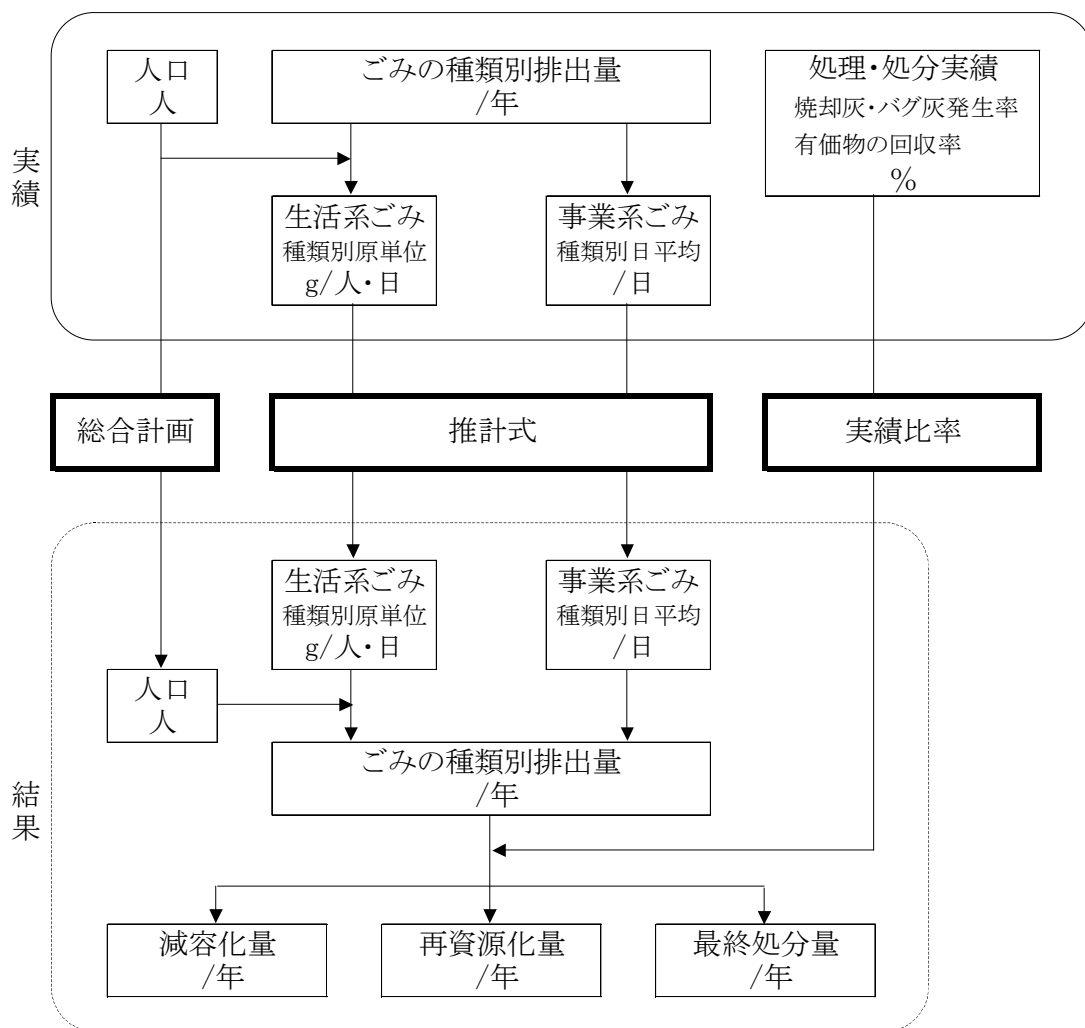 人口
人
ごみの種類別排出量
/年
処理・処分実績
焼却灰・バグ灰発生率
有価物の回収率
%
実績
生活系ごみ
種類別原単位
g/人・日
事業系ごみ
種類別日平均
/日
総合計画
推計式
実績比率
生活系ごみ
種類別原単位
g/人・日
事業系ごみ
種類別日平均
/日
人口
人
ごみの種類別排出量
/年
結果
減容化量
/年
再資源化量
/年
最終処分量
/年